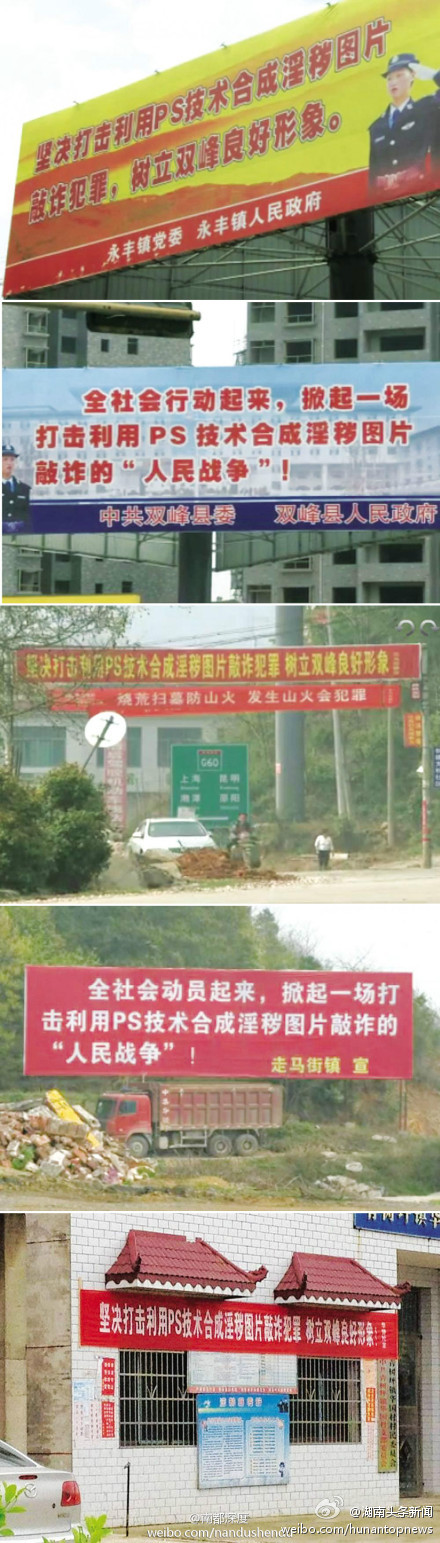 坚决打击利用PS技术合成淫秽图片
敲诈犯罪，树立双峰良好形象。
永丰镇党委 永丰镇人民政府
全社会行动起来，掀起一场
打击利用PS技术合成淫秽图片
敲诈的“人民战争”！
中共双峰县委 双峰县人民政府
坚决打击利用PS技术合成淫秽图片敲诈犯罪 树立双峰良好形象
烧荒扫墓防山火 发生山火会犯罪
G60
上海 昆明
湘潭 邵阳
全社会动员起来，掀起一场打
击利用PS技术合成淫秽图片敲诈的
“人民战争”！
走马街镇 宣
坚决打击利用PS技术合成淫秽图片敲诈犯罪 树立双峰良好形象！
@南都深度
weibo.com/nandushendu
@湖南头条新闻
weibo.com/hunantopnews